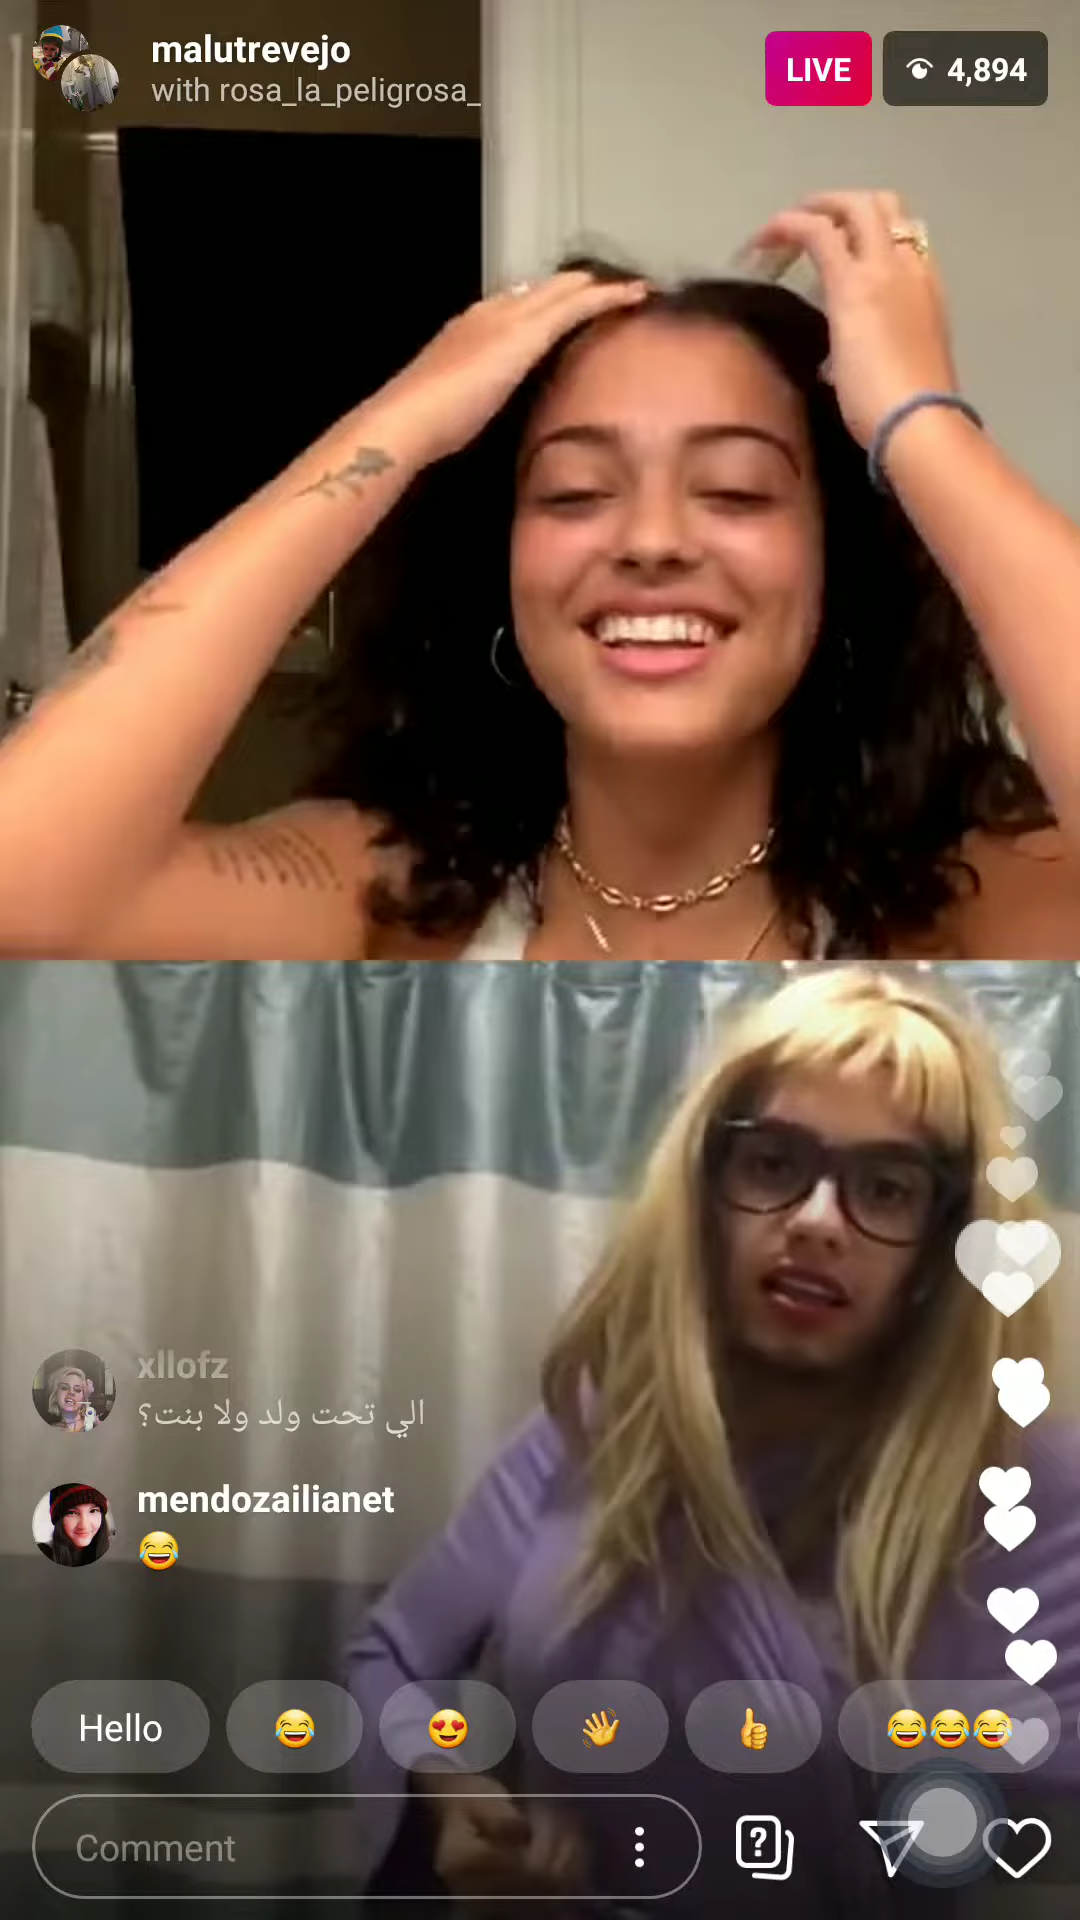 malutrevejo
with rosa_la_peligrosa_
LIVE
4,894
xllofz
الي تحت ولد ولا بنت؟
mendozailianet
😂
Hello
😂
😍
👋
👍
😂😂😂
Comment
?